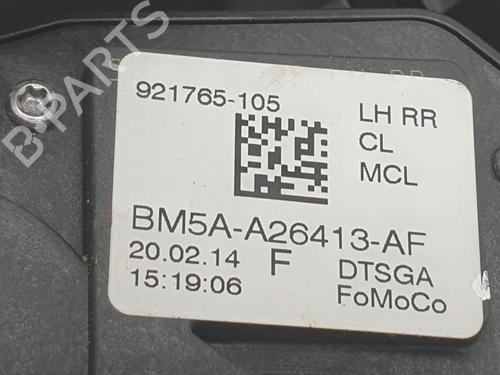 B-PARTS
921765-105
LH RR
CL
MCL
BM5A-A26413-AF
20.02.14 F DTSGA
15:19:06 FoMoCo